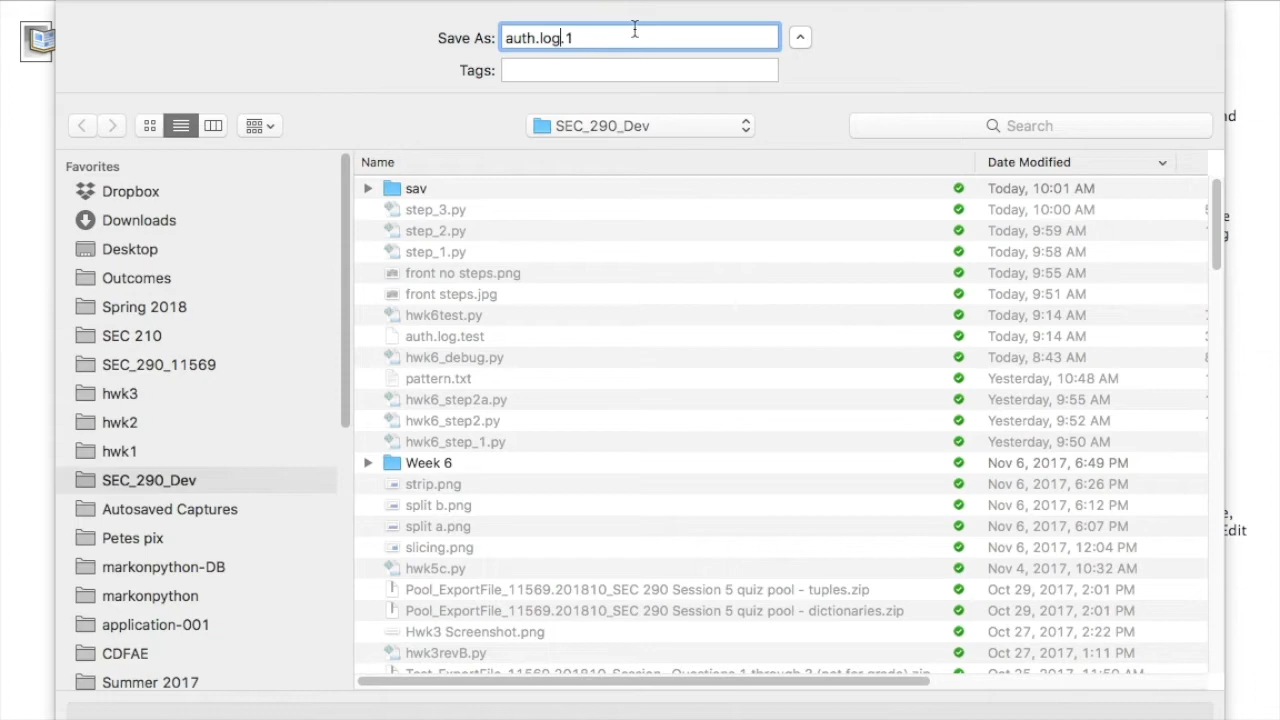 Save As: auth.log.1
Tags:
SEC_290_Dev
Search
Favorites
Dropbox
Downloads
Desktop
Outcomes
Spring 2018
SEC 210
SEC_290_11569
hwk3
hwk2
hwk1
SEC_290_Dev
Autosaved Captures
Petes pix
markonpython-DB
markonpython
application-001
CDFAE
Summer 2017
Name Date Modified
sav Today, 10:01 AM
step_3.py Today, 10:00 AM
step_2.py Today, 9:59 AM
step_1.py Today, 9:58 AM
front no steps.png Today, 9:55 AM
front steps.jpg Today, 9:51 AM
hwk6test.py Today, 9:14 AM
auth.log.test Today, 9:14 AM
hwk6_debug.py Today, 8:43 AM
pattern.txt Yesterday, 10:48 AM
hwk6_step2a.py Yesterday, 9:55 AM
hwk6_step2.py Yesterday, 9:52 AM
hwk6_step_1.py Yesterday, 9:50 AM
Week 6 Nov 6, 2017, 6:49 PM
strip.png Nov 6, 2017, 6:26 PM
split b.png Nov 6, 2017, 6:12 PM
split a.png Nov 6, 2017, 6:07 PM
slicing.png Nov 6, 2017, 12:04 PM
hwk5c.py Nov 4, 2017, 10:32 AM
Pool_ExportFile_11569.201810_SEC 290 Session 5 quiz pool - tuples.zip Oct 29, 2017, 2:01 PM
Pool_ExportFile_11569.201810_SEC 290 Session 5 quiz pool - dictionaries.zip Oct 29, 2017, 2:01 PM
Hwk3 Screenshot.png Oct 27, 2017, 2:22 PM
hwk3revB.py Oct 27, 2017, 1:11 PM